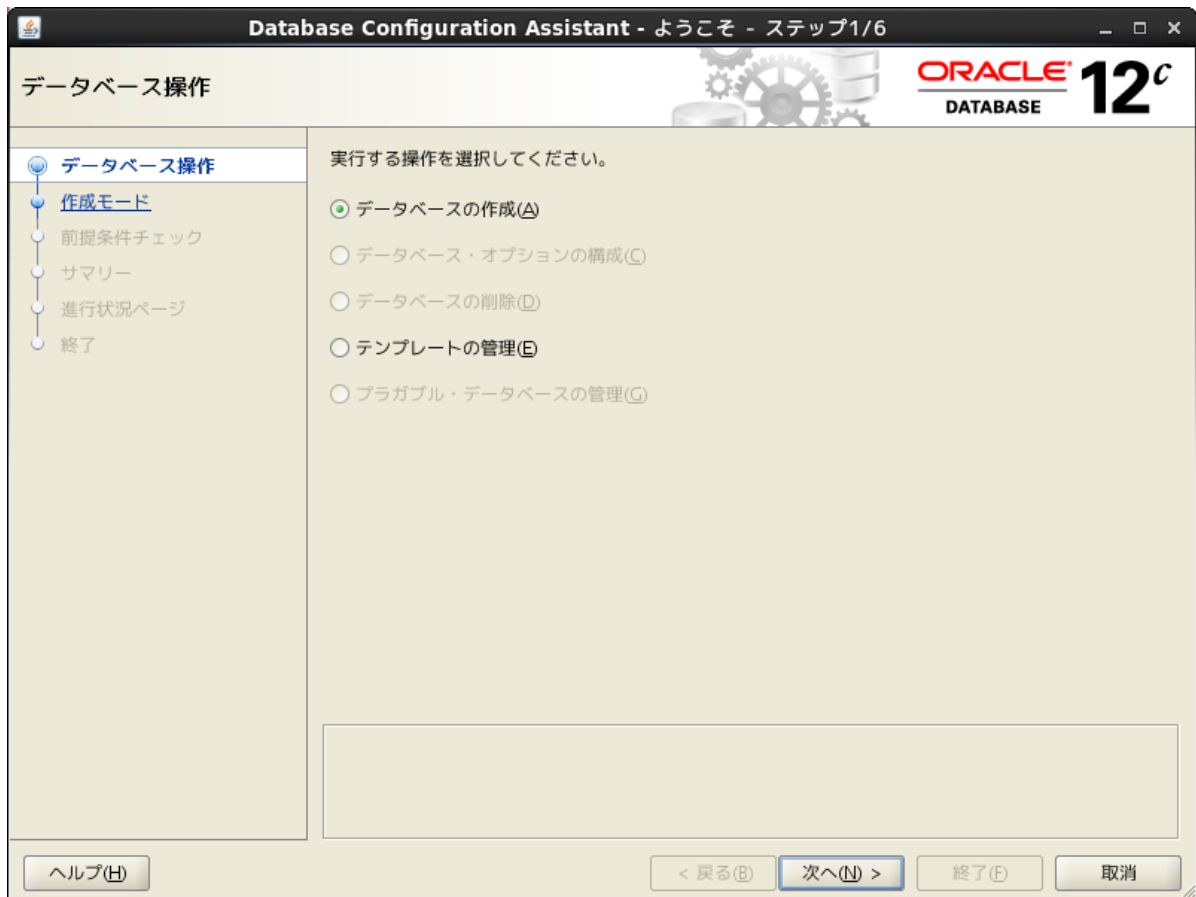 Database Configuration Assistant - ようこそ - ステップ1/6
データベース操作
ORACLE
DATABASE
12c
データベース操作
作成モード
前提条件チェック
サマリー
進行状況ページ
終了
実行する操作を選択してください。
データベースの作成(A)
データベース・オプションの構成(C)
データベースの削除(D)
テンプレートの管理(E)
プラガブル・データベースの管理(G)
ヘルプ(H)
< 戻る(B)
次へ(N) >
終了(F)
取消